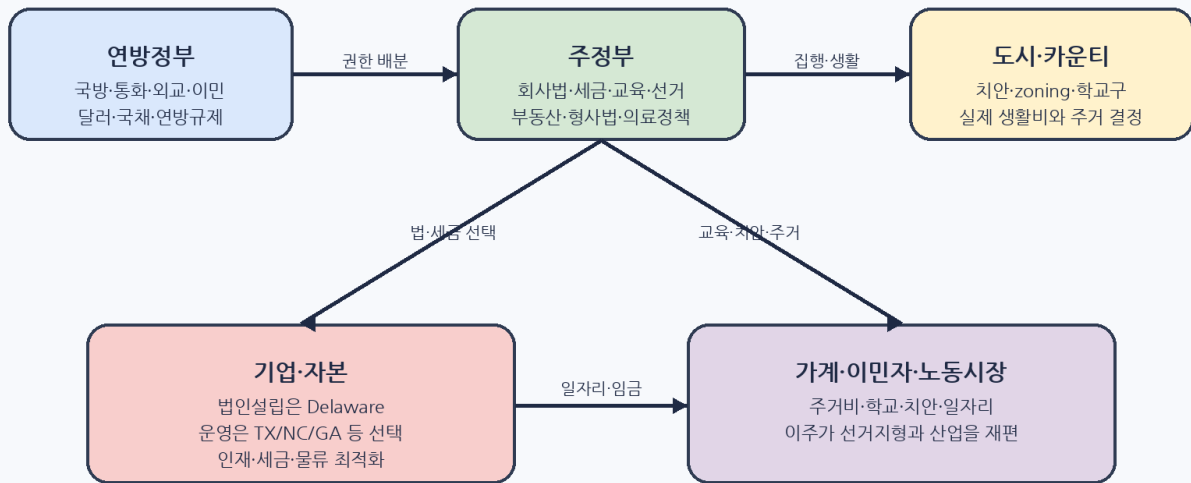 연방정부
국방·통화·외교·이민
달러·국채·연방규제
권한 배분
주정부
회사법·세금·교육·선거
부동산·형사법·의료정책
집행·생활
도시·카운티
치안·zoning·학교구
실제 생활비와 주거 결정
법·세금 선택
교육·치안·주거
기업·자본
법인설립은 Delaware
운영은 TX/NC/GA 등 선택
인재·세금·물류 최적화
일자리·임금
가계·이민자·노동시장
주거비·학교·치안·일자리
이주가 선거지형과 산업을 재편